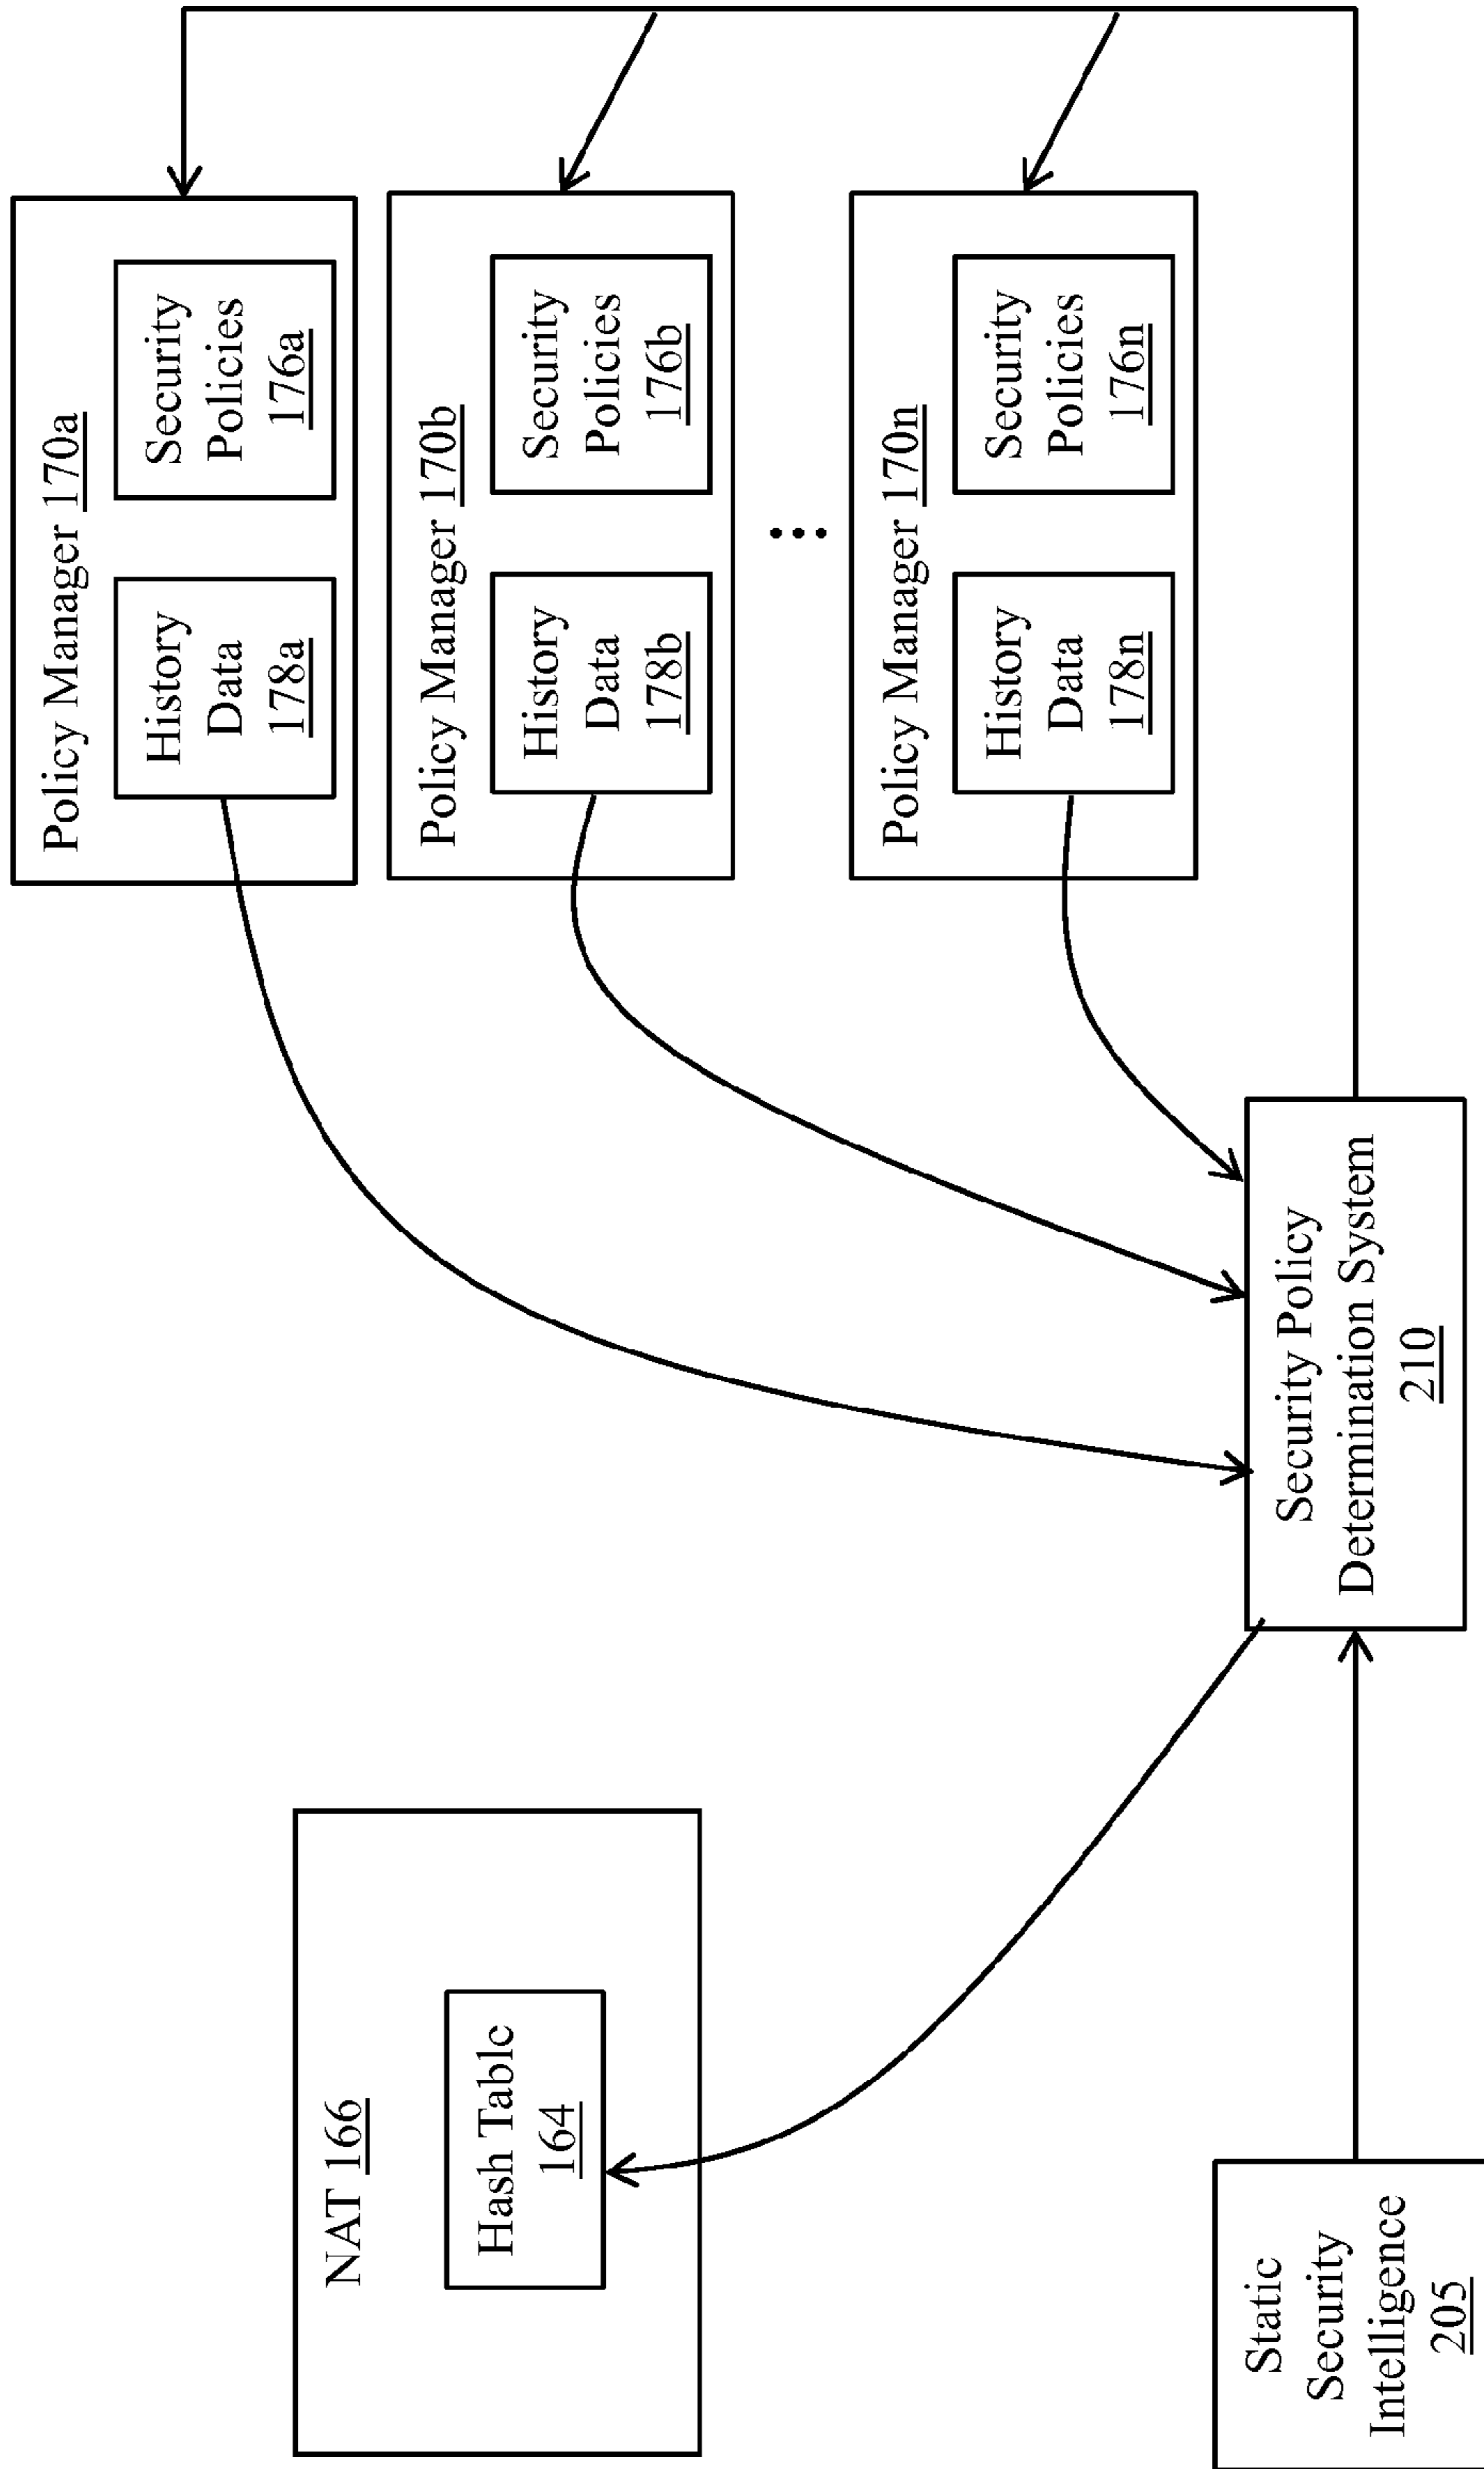 NAT 166
Hash Table
164
Policy Manager 170a
History
Data
178a
Security
Policies
176a
Policy Manager 170b
History
Data
178b
Security
Policies
176b
...
Policy Manager 170n
History
Data
178n
Security
Policies
176n
Static
Security
Intelligence
205
Security Policy
Determination System
210